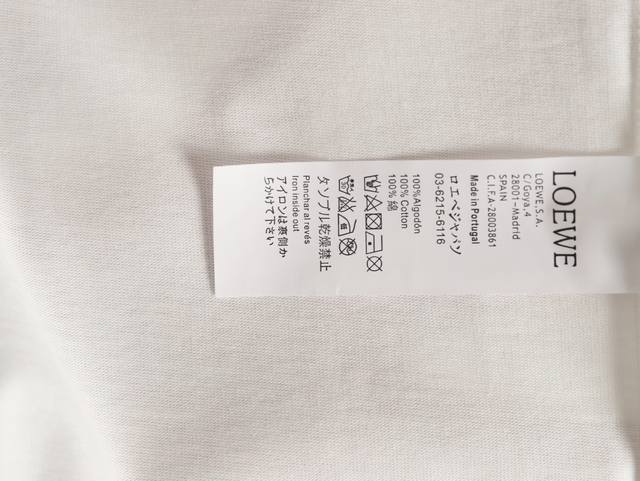 LOEWE
LOEWE.S.A.
C/Goya,4
28001-Madrid
SPAIN
C.I.F.A-28003861
Made in Portugal
ロエベジャパン
03-6215-6116
100%Algodón
100% Cotton
100% 綿
タンブル乾燥禁止
Planchar al revés
Iron inside out
アイロンは裏側か
らかけて下さい